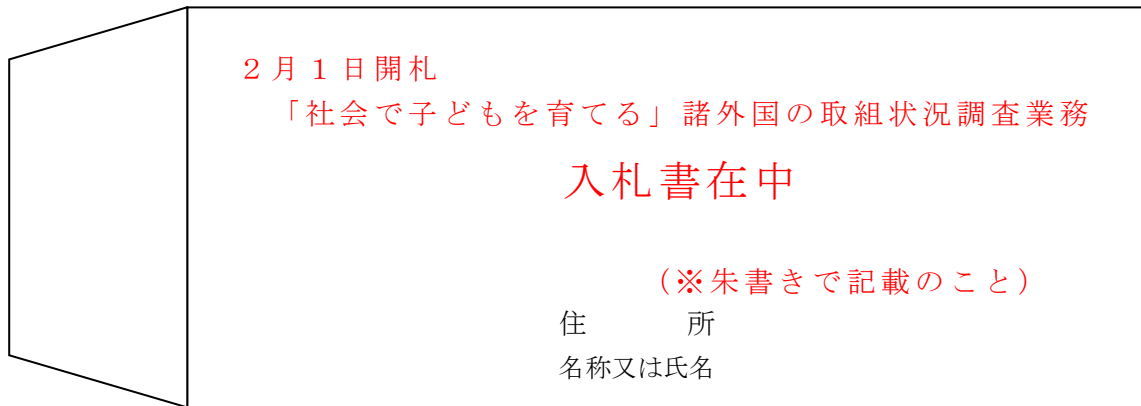 ２月１日開札
「社会で子どもを育てる」諸外国の取組状況調査業務
入札書在中
（※朱書きで記載のこと）
住　　　所
名称又は氏名